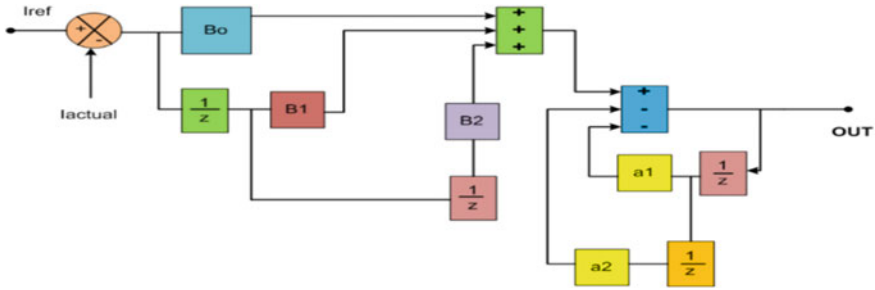 Iref
+
-
Iactual
Bo
1
z
B1
B2
1
z
+
+
+
+
-
-
OUT
a1
1
z
a2
1
z